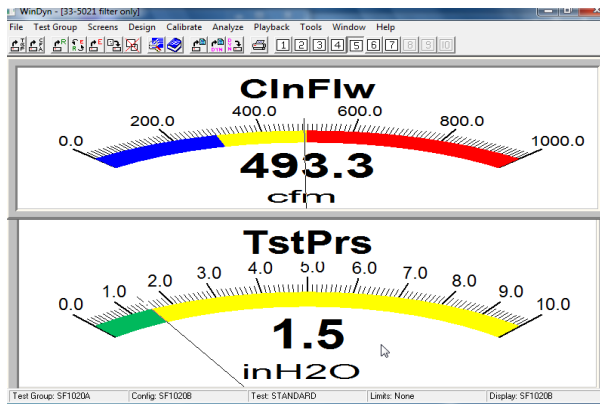 WinDyn - [33-5021 filter only]
File Test Group Screens Design Calibrate Analyze Playback Tools Window Help
1 2 3 4 5 6 7 8 9 10
ClnFlw
0.0 200.0 400.0 600.0 800.0 1000.0
493.3
cfm
TstPrs
0.0 1.0 2.0 3.0 4.0 5.0 6.0 7.0 8.0 9.0 10.0
1.5
inH2O
Test Group: SF1020A Config: SF1020B Test: STANDARD Limits: None Display: SF1020B